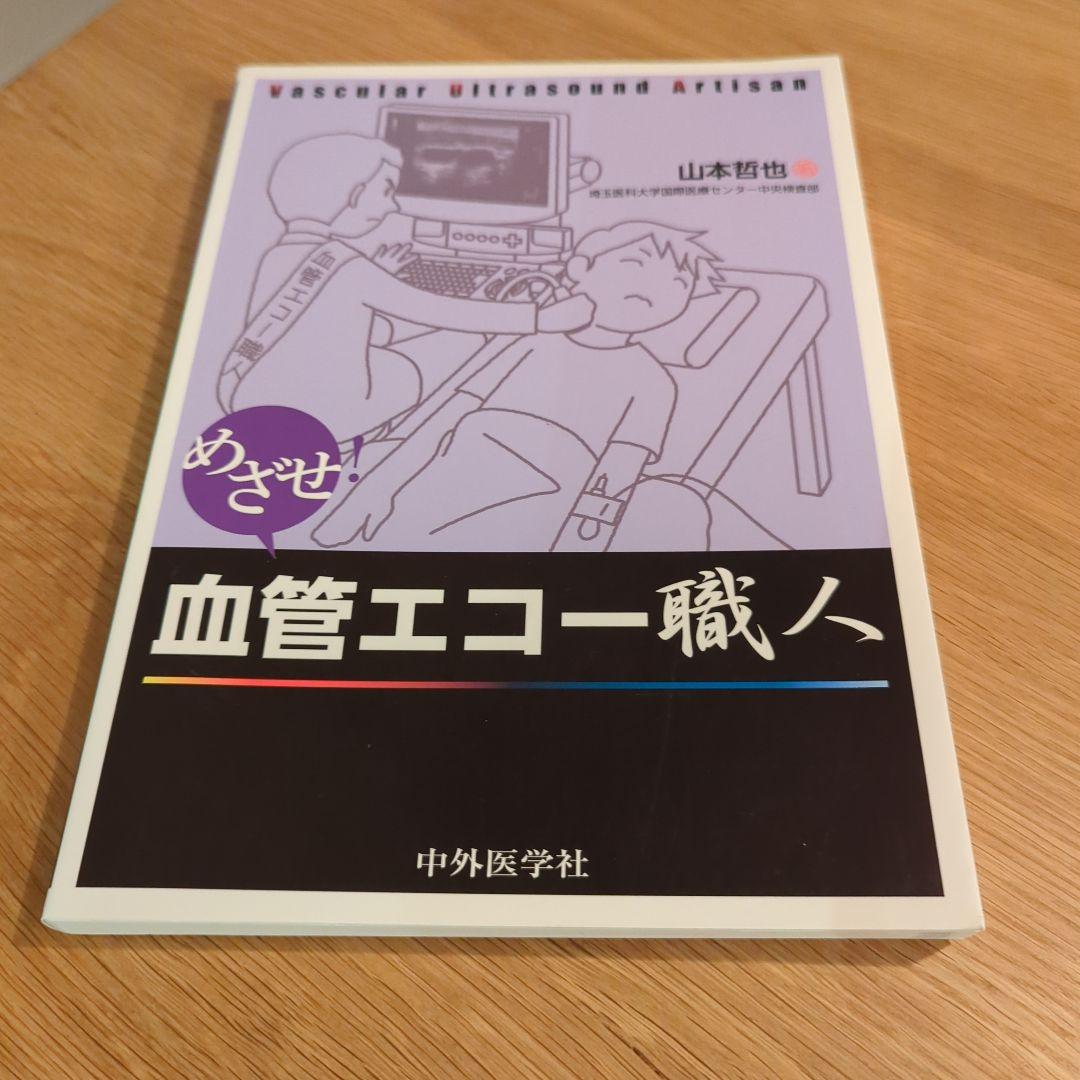 Vascular Ultrasound Artisan
山本哲也
埼玉医科大学国際医療センター中央検査部
血管エコー職人
めざせ!
血管エコー職人
中外医学社